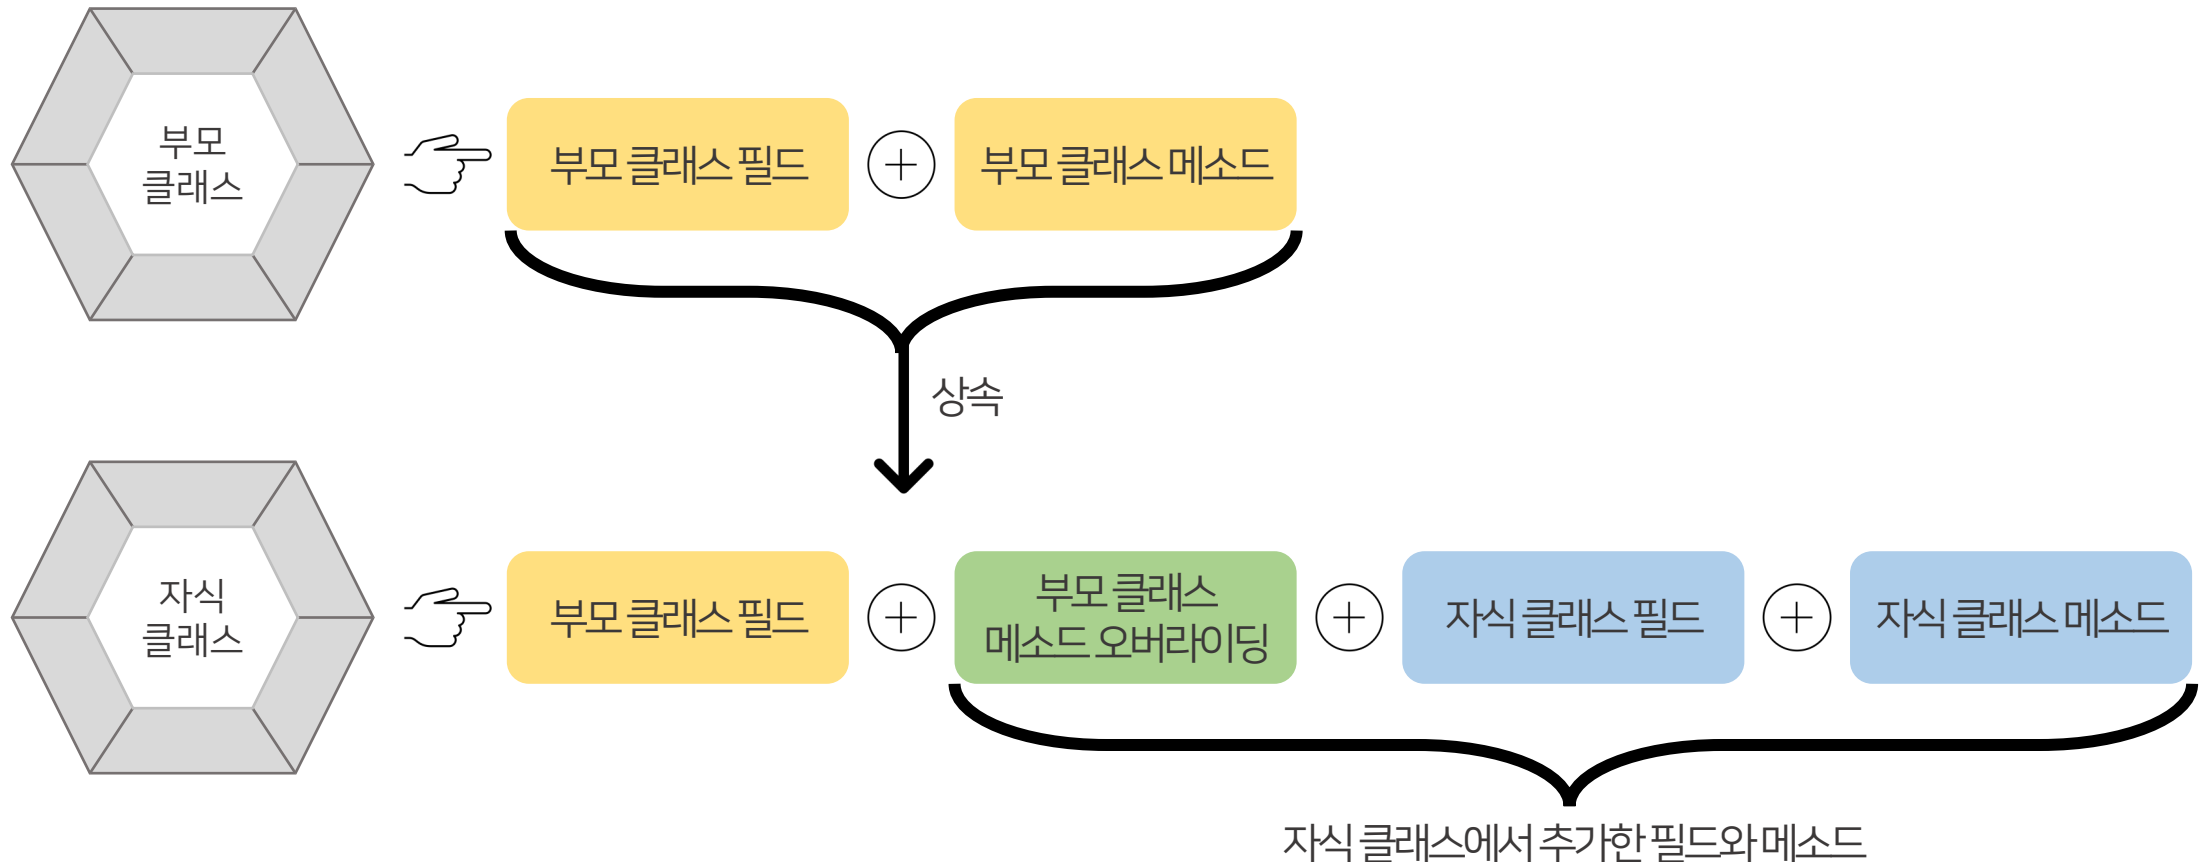 부모
클래스
부모 클래스 필드
부모 클래스 메소드
상속
자식
클래스
부모 클래스 필드
부모 클래스
메소드 오버라이딩
자식 클래스 필드
자식 클래스 메소드
자식 클래스에서 추가한 필드와 메소드